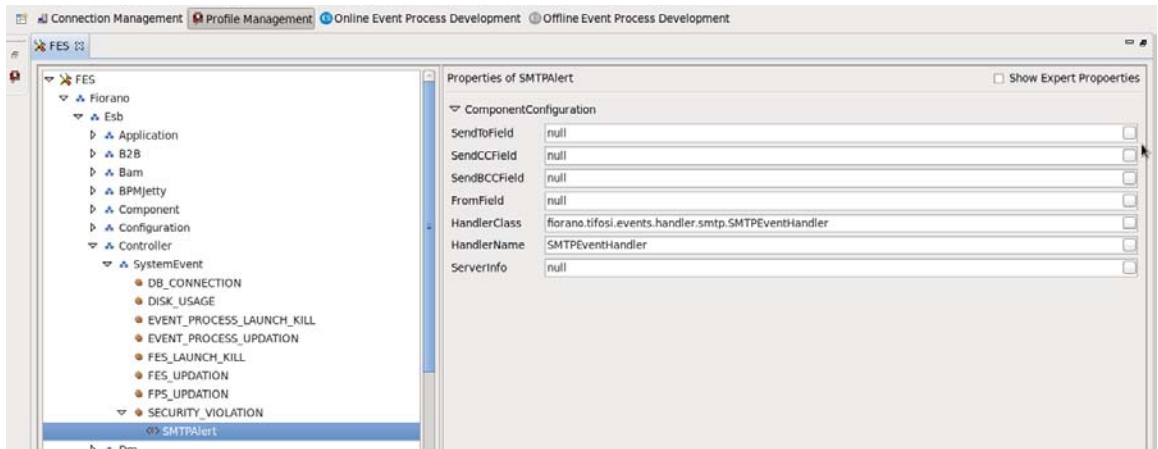 Connection Management Profile Management Online Event Process Development Offline Event Process Development
FES
FES
Fiorano
Esb
Application
B2B
Bam
BPMJetty
Component
Configuration
Controller
SystemEvent
DB_CONNECTION
DISK_USAGE
EVENT_PROCESS_LAUNCH_KILL
EVENT_PROCESS_UPDATION
FES_LAUNCH_KILL
FES_UPDATION
FPS_UPDATION
SECURITY_VIOLATION
SMTPAlert
Properties of SMTPAlert Show Expert Propoerties
ComponentConfiguration
SendToField null
SendCCField null
SendBCCField null
FromField null
HandlerClass fiorano.tifosi.events.handler.smtp.SMTPEventHandler
HandlerName SMTPEventHandler
ServerInfo null